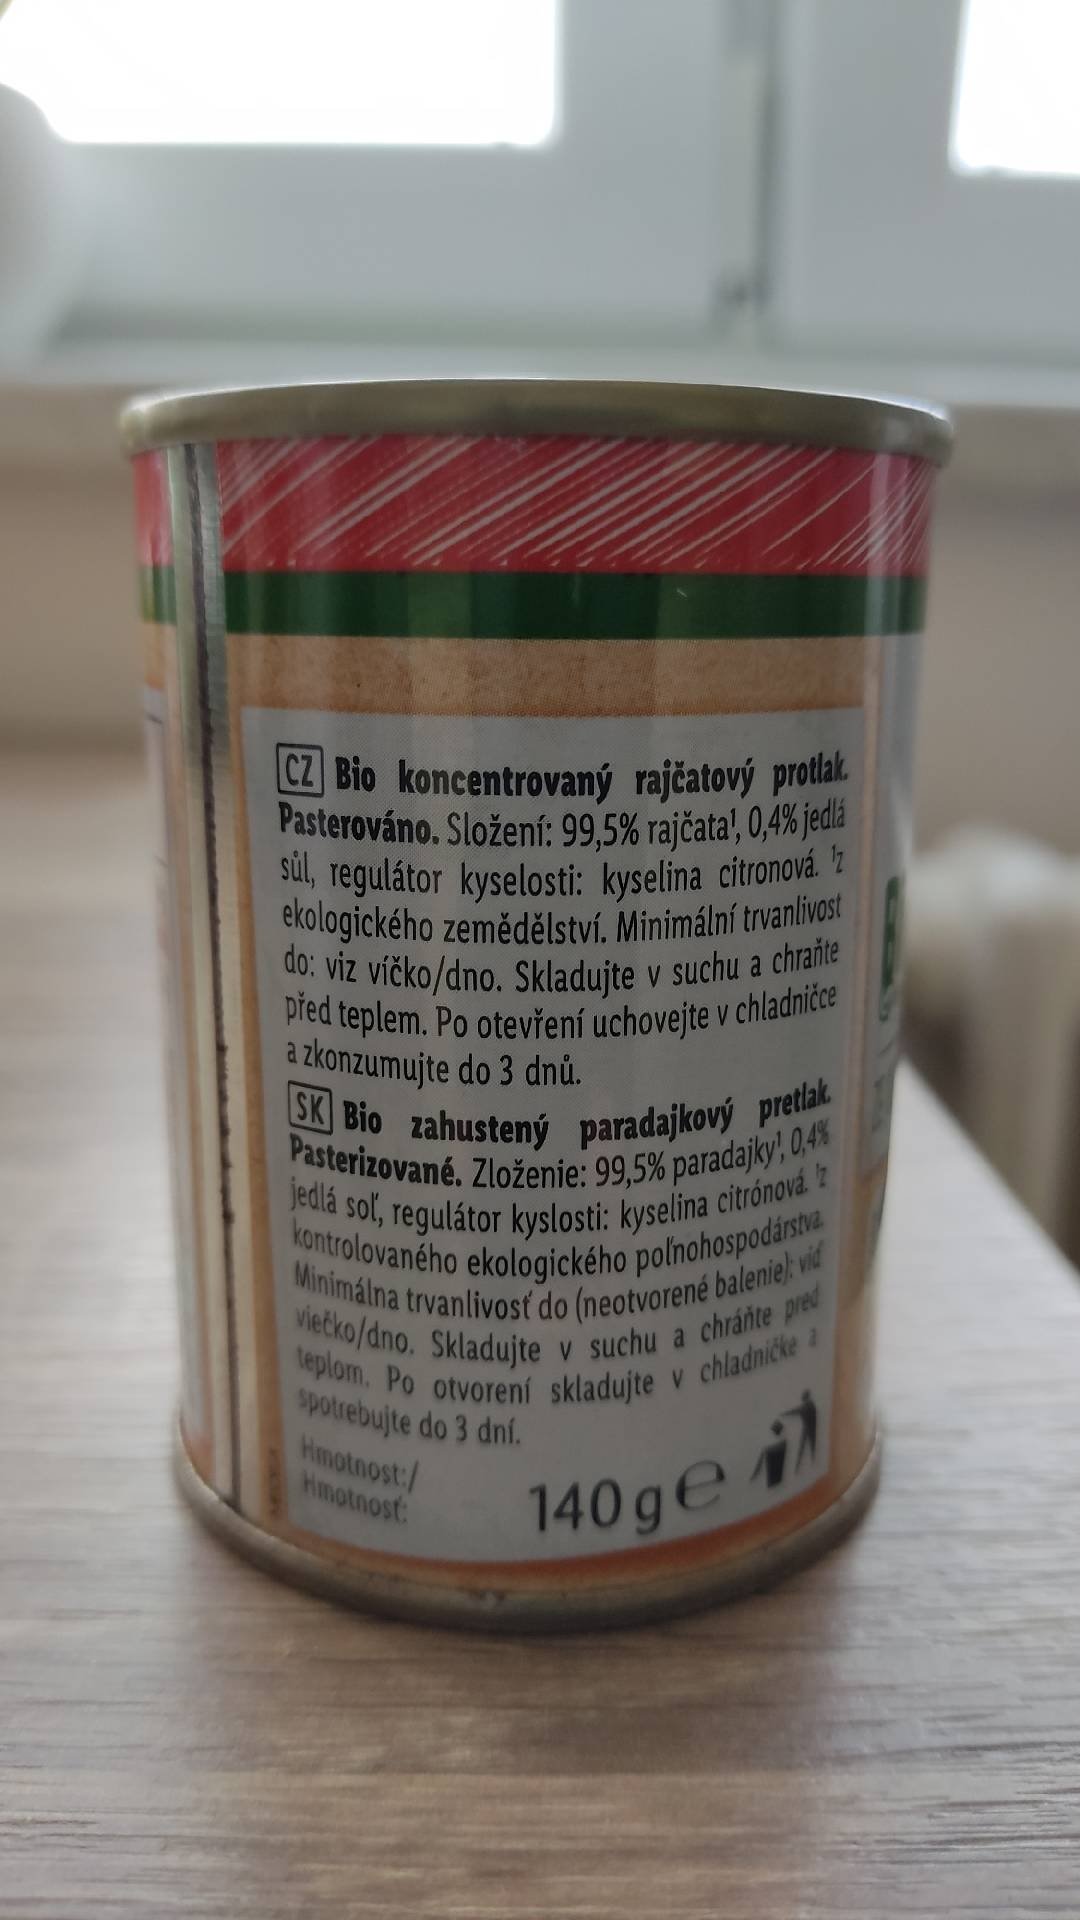 CZ Bio koncentrovaný rajčatový protlak.
Pasterováno. Složení: 99,5% rajčata¹, 0,4% jedlá
sůl, regulátor kyselosti: kyselina citronová. ¹z
ekologického zemědělství. Minimální trvanlivost
do: viz víčko/dno. Skladujte v suchu a chraňte
před teplem. Po otevření uchovejte v chladničce
a zkonzumujte do 3 dnů.
SK Bio zahustený paradajkový pretlak.
Pasterizované. Zloženie: 99,5% paradajky¹, 0,4%
jedlá soľ, regulátor kyslosti: kyselina citrónová. ¹z
kontrolovaného ekologického poľnohospodárstva.
Minimálna trvanlivosť do (neotvorené balenie): viď
viečko/dno. Skladujte v suchu a chráňte pred
teplom. Po otvorení skladujte v chladničke a
spotrebujte do 3 dní.
Hmotnost:/
Hmotnosť:
140 g e